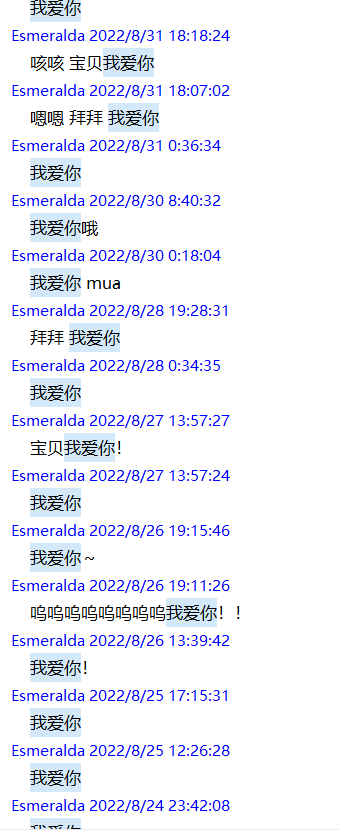 我爱你
Esmeralda 2022/8/31 18:18:24
咳咳 宝贝我爱你
Esmeralda 2022/8/31 18:07:02
嗯嗯 拜拜 我爱你
Esmeralda 2022/8/31 0:36:34
我爱你
Esmeralda 2022/8/30 8:40:32
我爱你哦
Esmeralda 2022/8/30 0:18:04
我爱你 mua
Esmeralda 2022/8/28 19:28:31
拜拜 我爱你
Esmeralda 2022/8/28 0:34:35
我爱你
Esmeralda 2022/8/27 13:57:27
宝贝我爱你!
Esmeralda 2022/8/27 13:57:24
我爱你
Esmeralda 2022/8/26 19:15:46
我爱你～
Esmeralda 2022/8/26 19:11:26
呜呜呜呜呜呜呜呜我爱你！！
Esmeralda 2022/8/26 13:39:42
我爱你!
Esmeralda 2022/8/25 17:15:31
我爱你
Esmeralda 2022/8/25 12:26:28
我爱你
Esmeralda 2022/8/24 23:42:08
我爱你